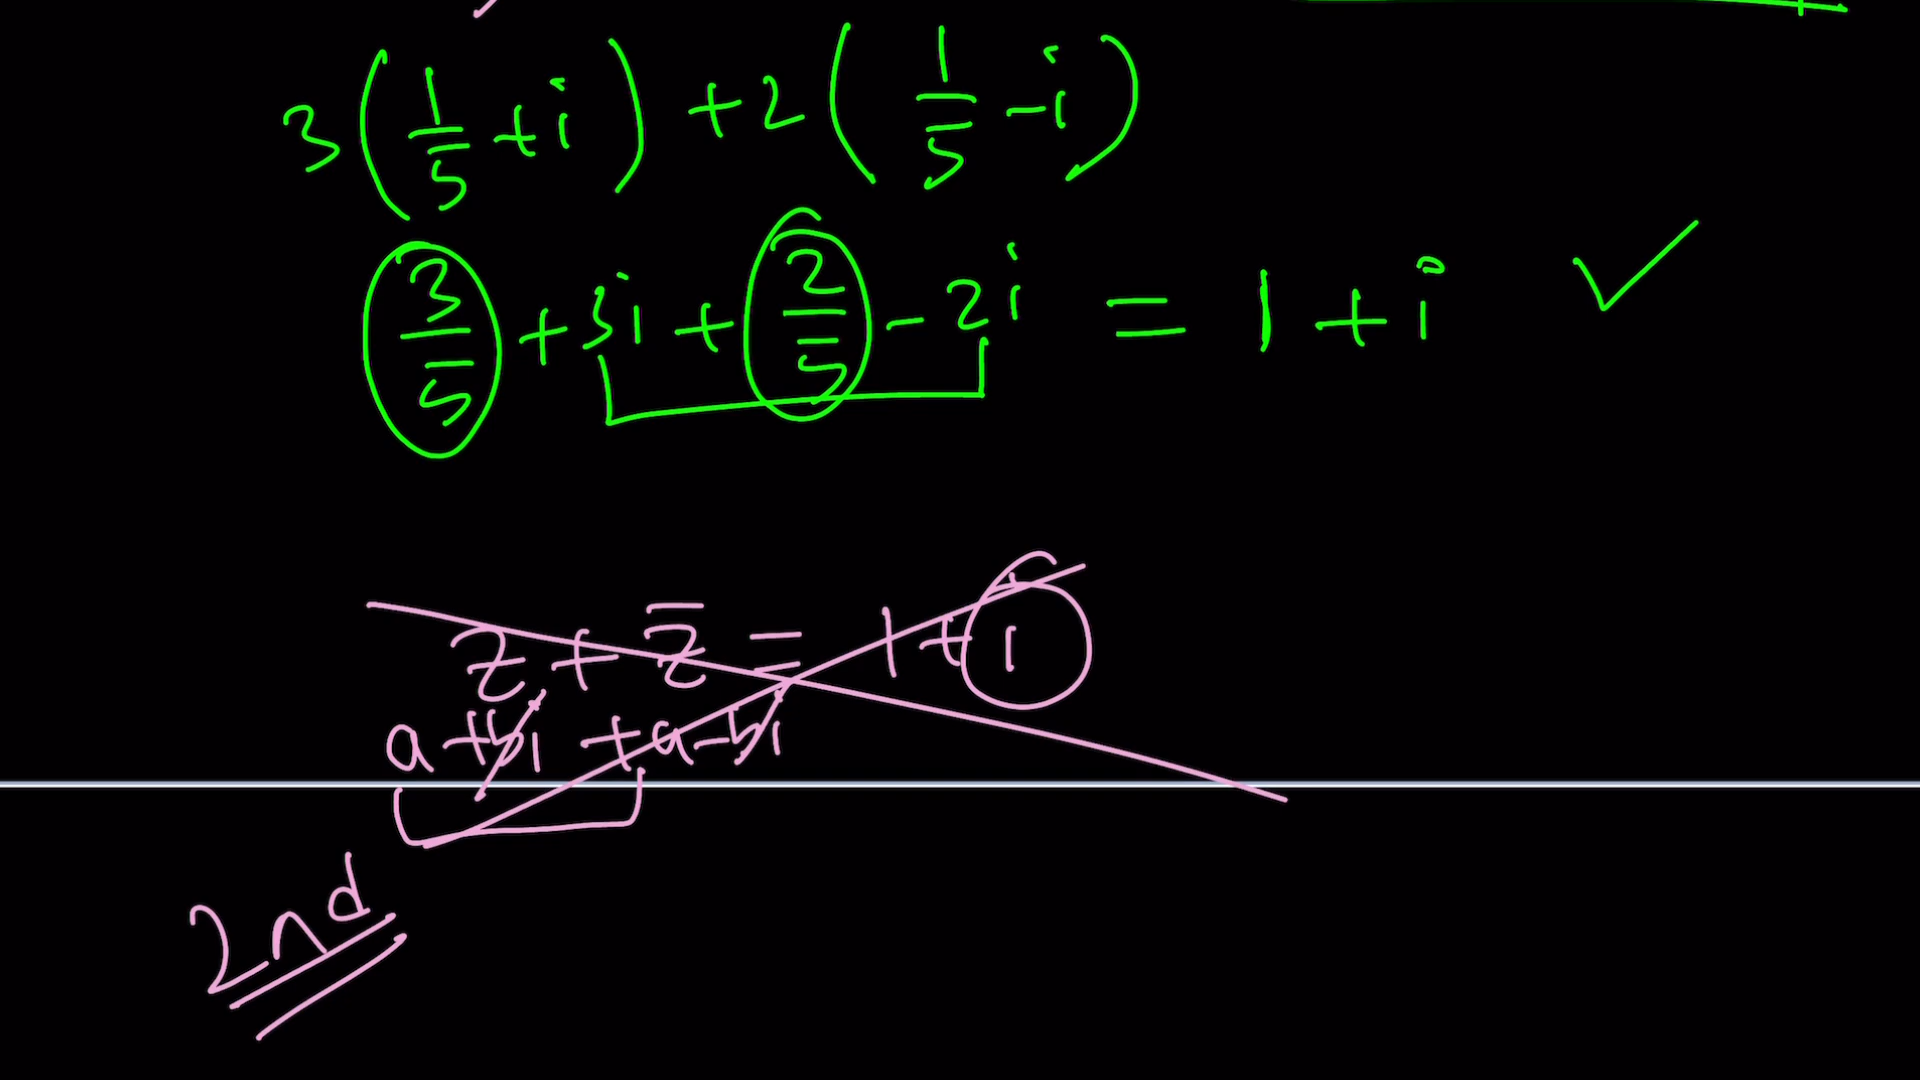 3(1/5 + i) + 2(1/5 - i)
3/5 + 3i + 2/5 - 2i = 1 + i ✓
z + z̅ = 1 + i
a + bi + a - bi
2nd